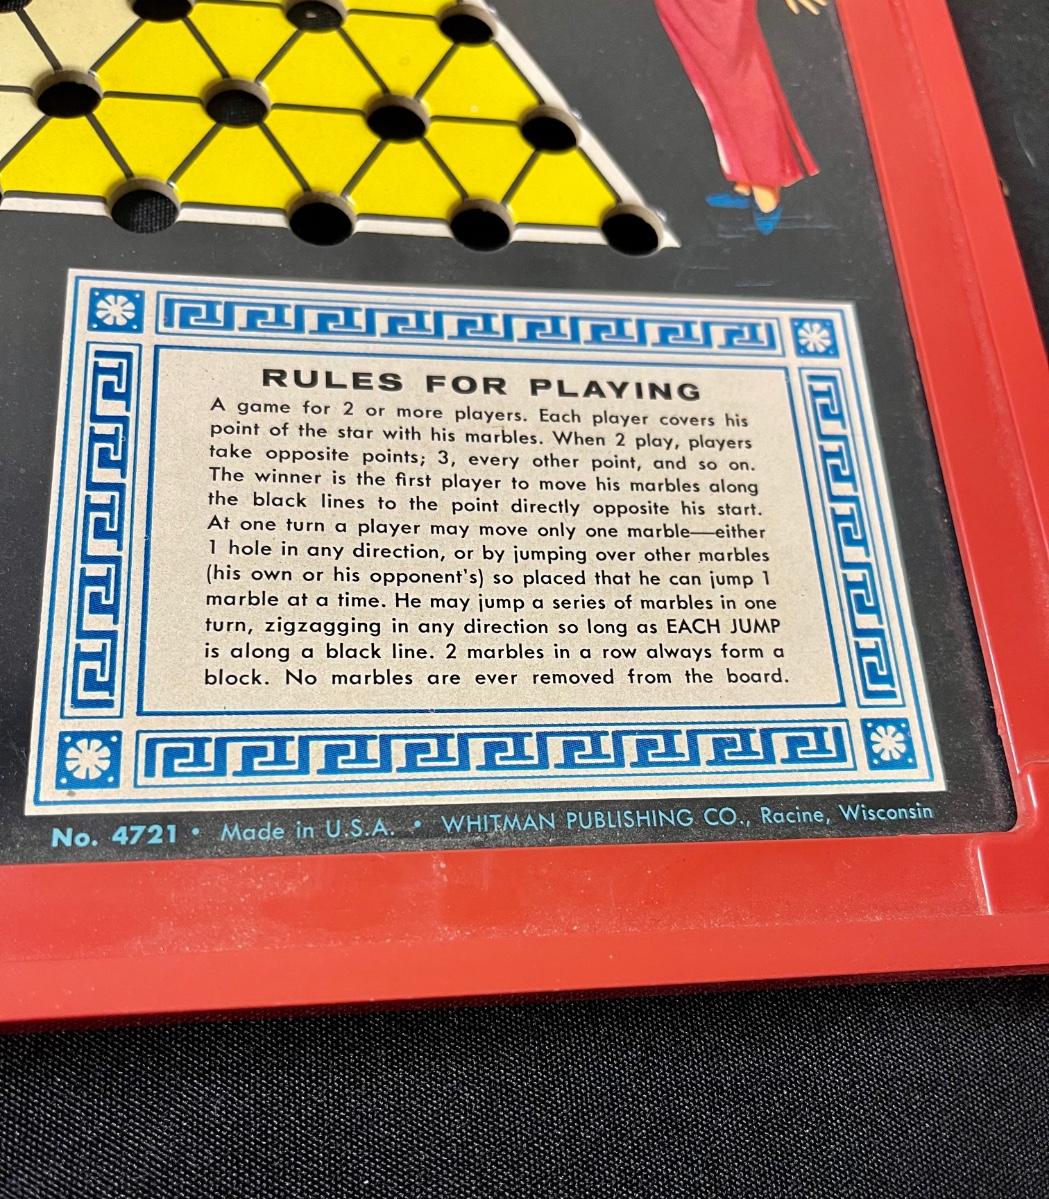 RULES FOR PLAYING
A game for 2 or more players. Each player covers his
point of the star with his marbles. When 2 play, players
take opposite points; 3, every other point, and so on.
The winner is the first player to move his marbles along
the black lines to the point directly opposite his start.
At one turn a player may move only one marble—either
1 hole in any direction, or by jumping over other marbles
(his own or his opponent's) so placed that he can jump 1
marble at a time. He may jump a series of marbles in one
turn, zigzagging in any direction so long as EACH JUMP
is along a black line. 2 marbles in a row always form a
block. No marbles are ever removed from the board.
No. 4721 • Made in U.S.A. • WHITMAN PUBLISHING CO., Racine, Wisconsin